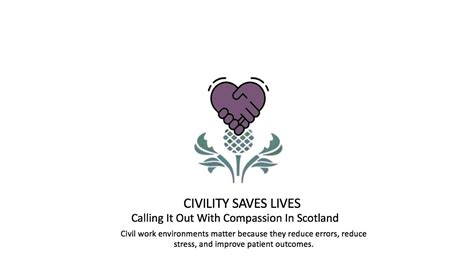 CIVILITY SAVES LIVES
Calling It Out With Compassion In Scotland
Civil work environments matter because they reduce errors, reduce
stress, and improve patient outcomes.